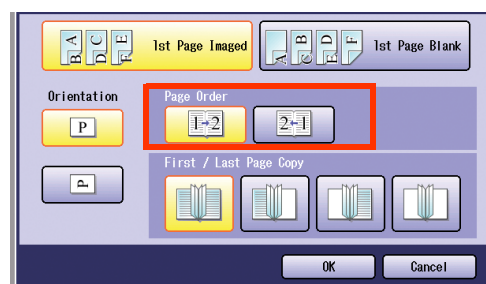 A B C D E F 1st Page Imaged
A B C D E F 1st Page Blank
Orientation
Page Order
P
1→2
2←1
P
First / Last Page Copy
OK
Cancel